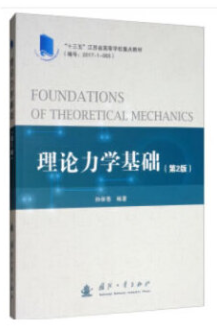 "十三五"江苏省高等学校重点教材
FOUNDATIONS
OF THEORETICAL MECHANICS
理论力学基础（第2版）
编著
国防工业出版社